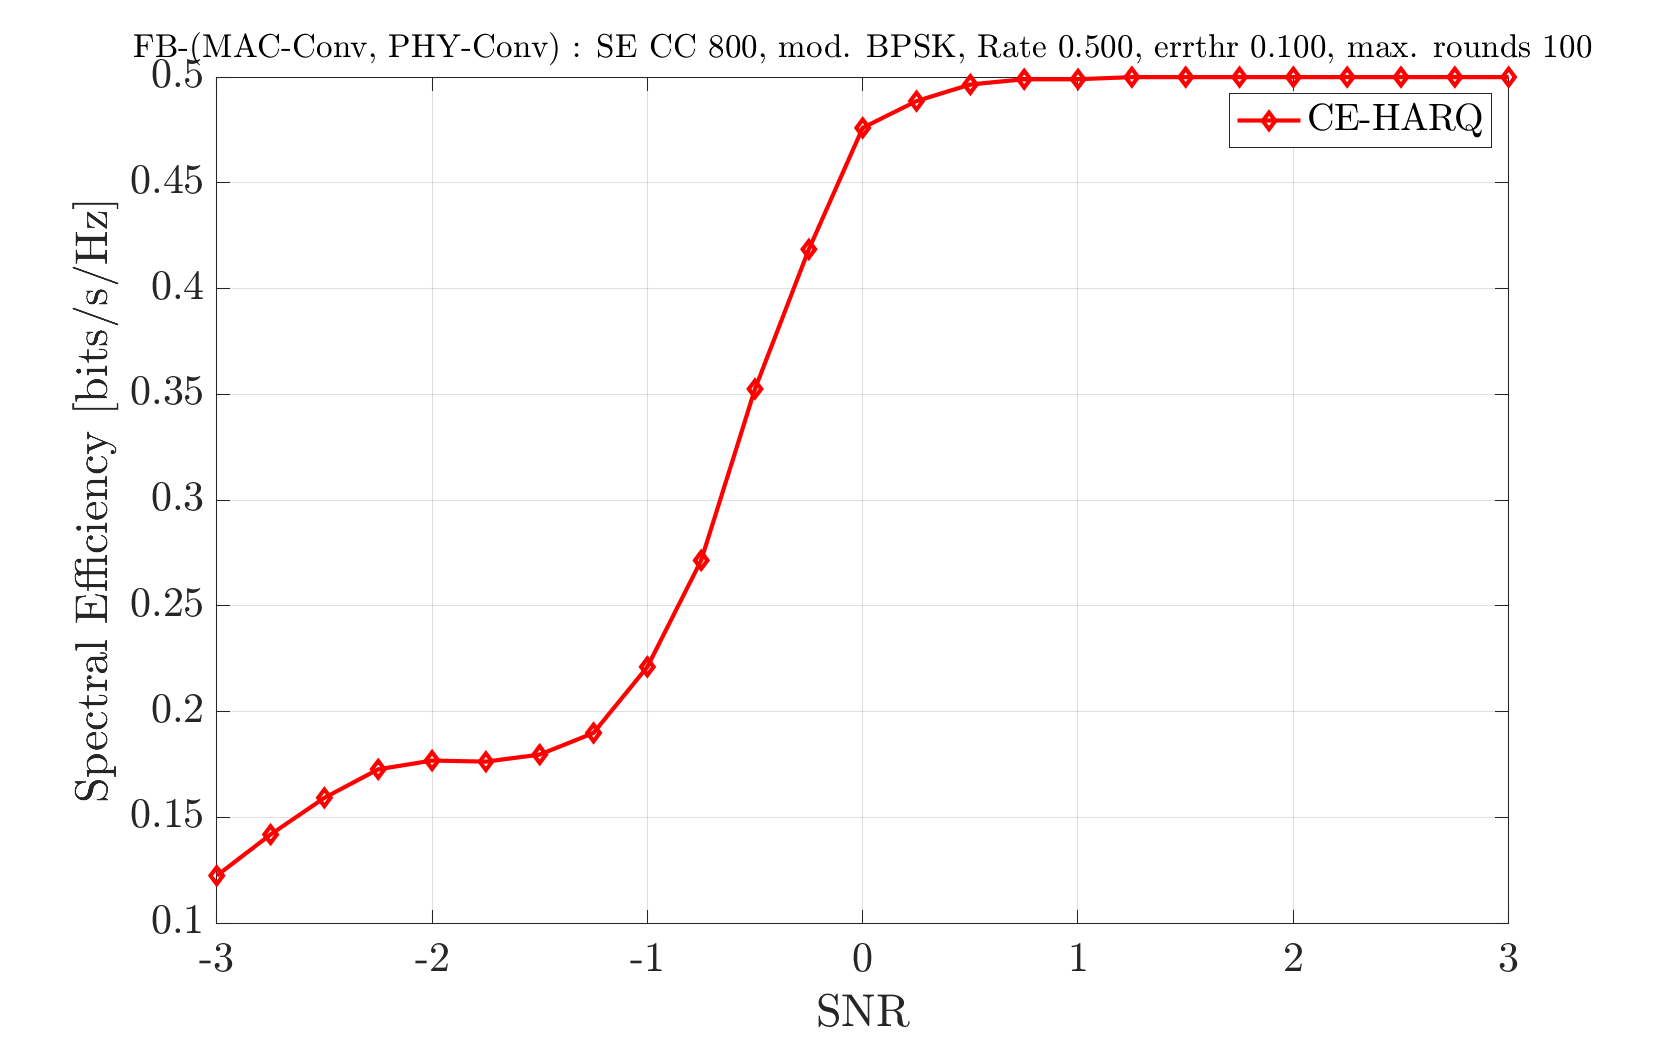 FB-(MAC-Conv, PHY-Conv) : SE CC 800, mod. BPSK, Rate 0.500, errthr 0.100, max. rounds 100
0.5
CE-HARQ
0.45
0.4
0.35
0.3
0.25
0.2
0.15
0.1
Spectral Efficiency [bits/s/Hz]
-3 -2 -1 0 1 2 3
SNR